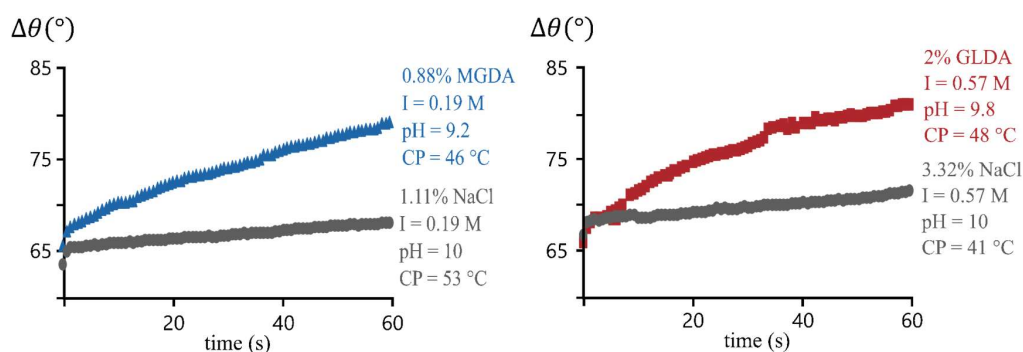 Δθ(°)
85
75
65
20
40
60
time (s)
0.88% MGDA
I = 0.19 M
pH = 9.2
CP = 46 °C
1.11% NaCl
I = 0.19 M
pH = 10
CP = 53 °C
Δθ(°)
85
75
65
20
40
60
time (s)
2% GLDA
I = 0.57 M
pH = 9.8
CP = 48 °C
3.32% NaCl
I = 0.57 M
pH = 10
CP = 41 °C